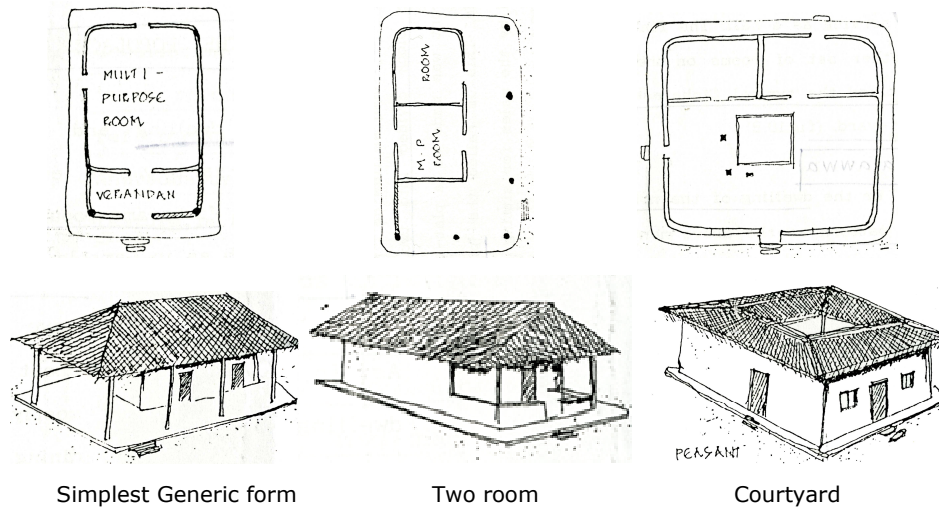 MULTI-
PURPOSE
ROOM
VERANDAH
ROOM
M-P
ROOM
PEASANT
Simplest Generic form
Two room
Courtyard